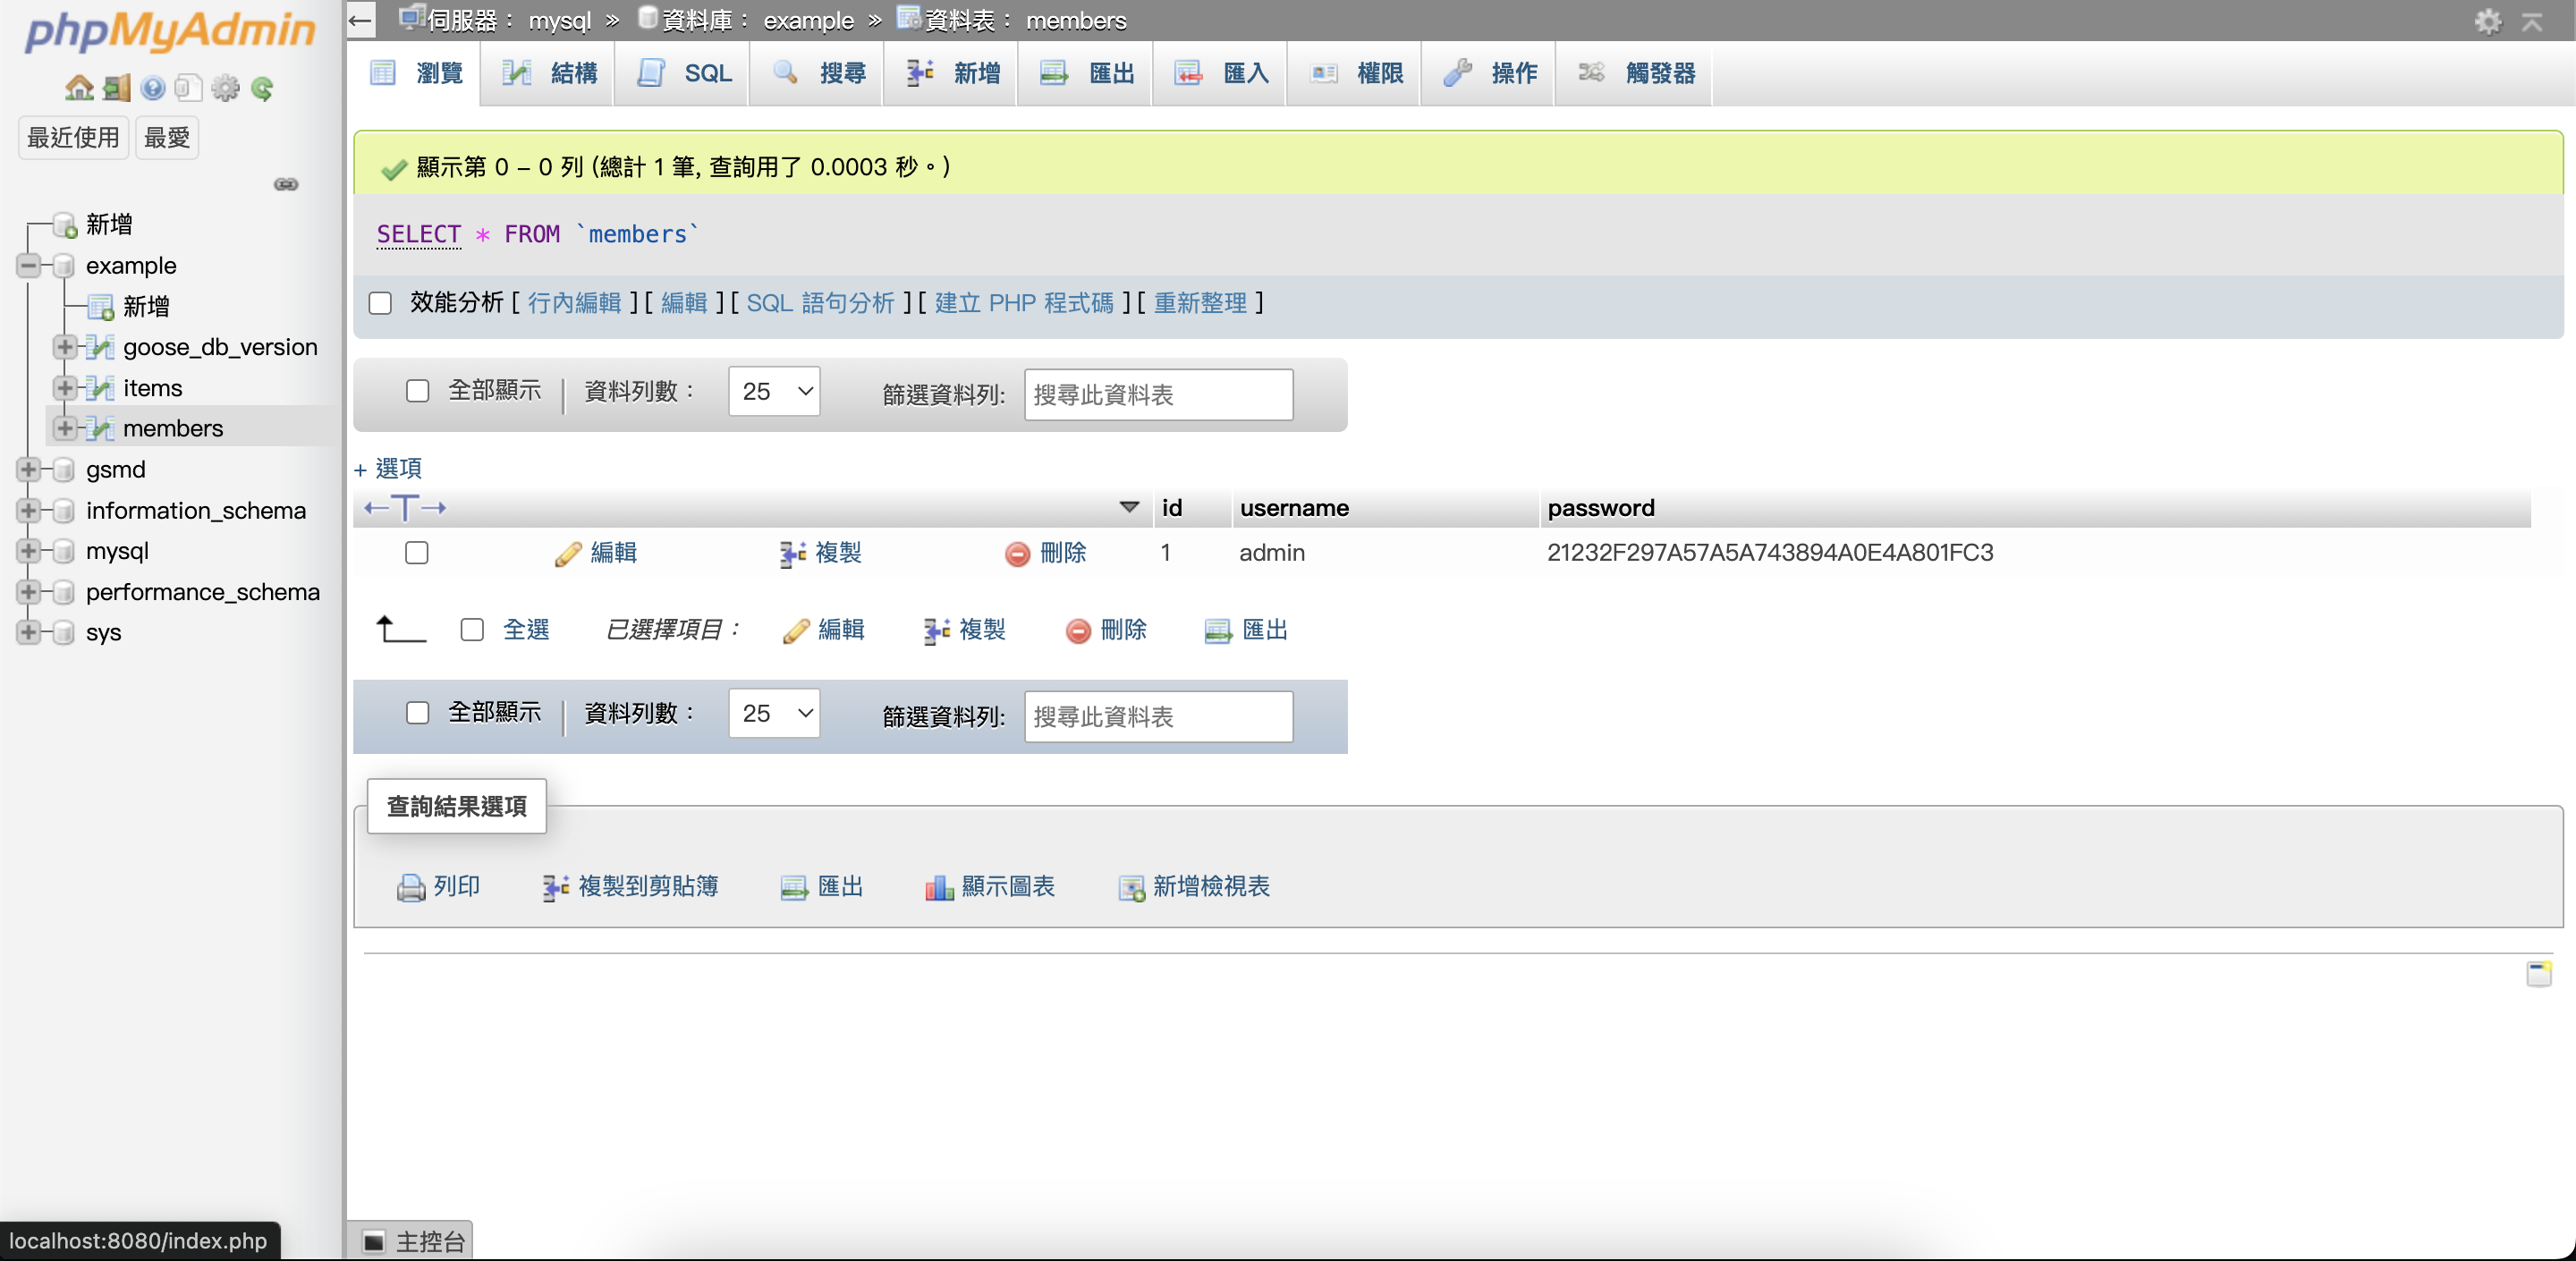 phpMyAdmin
最近使用 最愛
新增
example
新增
goose_db_version
items
members
gsmd
information_schema
mysql
performance_schema
sys
localhost:8080/index.php
伺服器： mysql » 資料庫： example » 資料表： members
瀏覽 結構 SQL 搜尋 新增 匯出 匯入 權限 操作 觸發器
顯示第 0 - 0 列 (總計 1 筆, 查詢用了 0.0003 秒。)
SELECT * FROM `members`
效能分析 [ 行內編輯 ] [ 編輯 ] [ SQL 語句分析 ] [ 建立 PHP 程式碼 ] [ 重新整理 ]
全部顯示 | 資料列數： 25 篩選資料列: 搜尋此資料表
+ 選項
←T→ id username password
編輯 複製 刪除 1 admin 21232F297A57A5A743894A0E4A801FC3
全選 已選擇項目： 編輯 複製 刪除 匯出
全部顯示 | 資料列數： 25 篩選資料列: 搜尋此資料表
查詢結果選項
列印 複製到剪貼簿 匯出 顯示圖表 新增檢視表
主控台